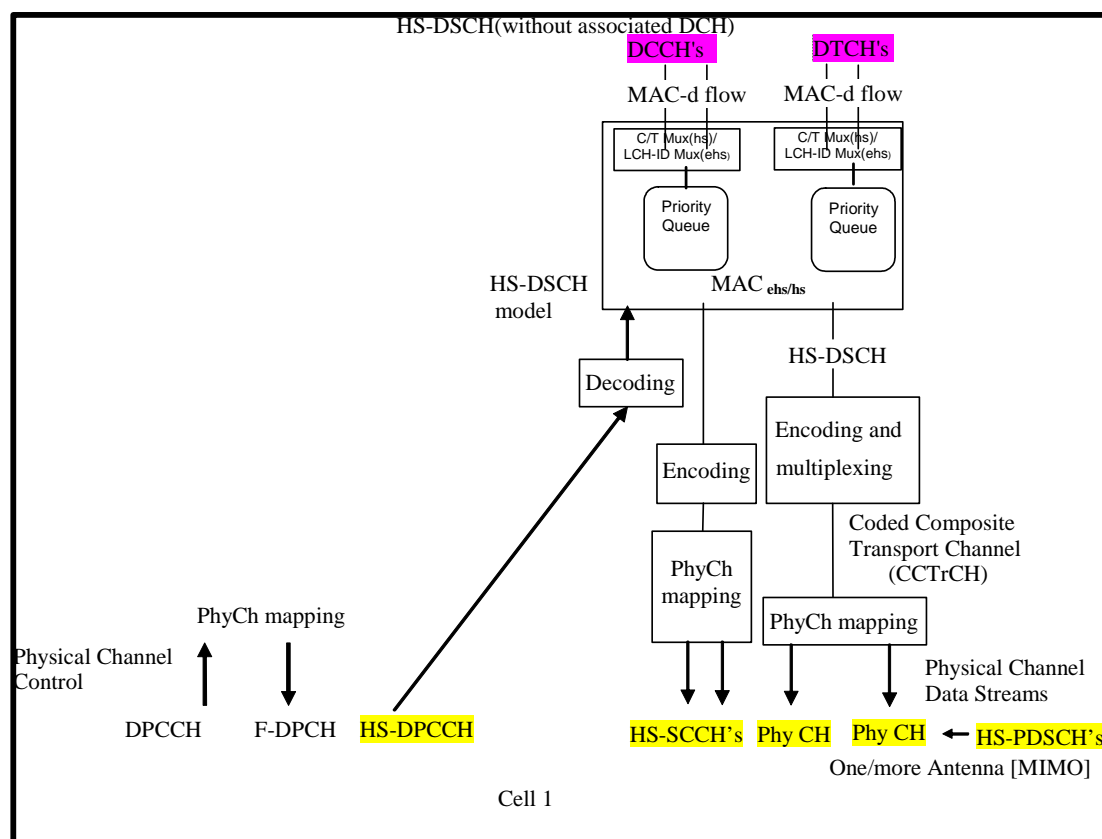 HS-DSCH(without associated DCH)
DCCH's
DTCH's
MAC-d flow
MAC-d flow
C/T Mux(hs)/
LCH-ID Mux(ehs)
C/T Mux(hs)/
LCH-ID Mux(ehs)
Priority
Queue
Priority
Queue
HS-DSCH
model
MAC ehs/hs
HS-DSCH
Decoding
Encoding and
multiplexing
Encoding
Coded Composite
Transport Channel
(CCTrCH)
PhyCh
mapping
PhyCh mapping
PhyCh mapping
Physical Channel
Control
Physical Channel
Data Streams
DPCCH
F-DPCH
HS-DPCCH
HS-SCCH’s
Phy CH
Phy CH
HS-PDSCH’s
One/more Antenna [MIMO]
Cell 1